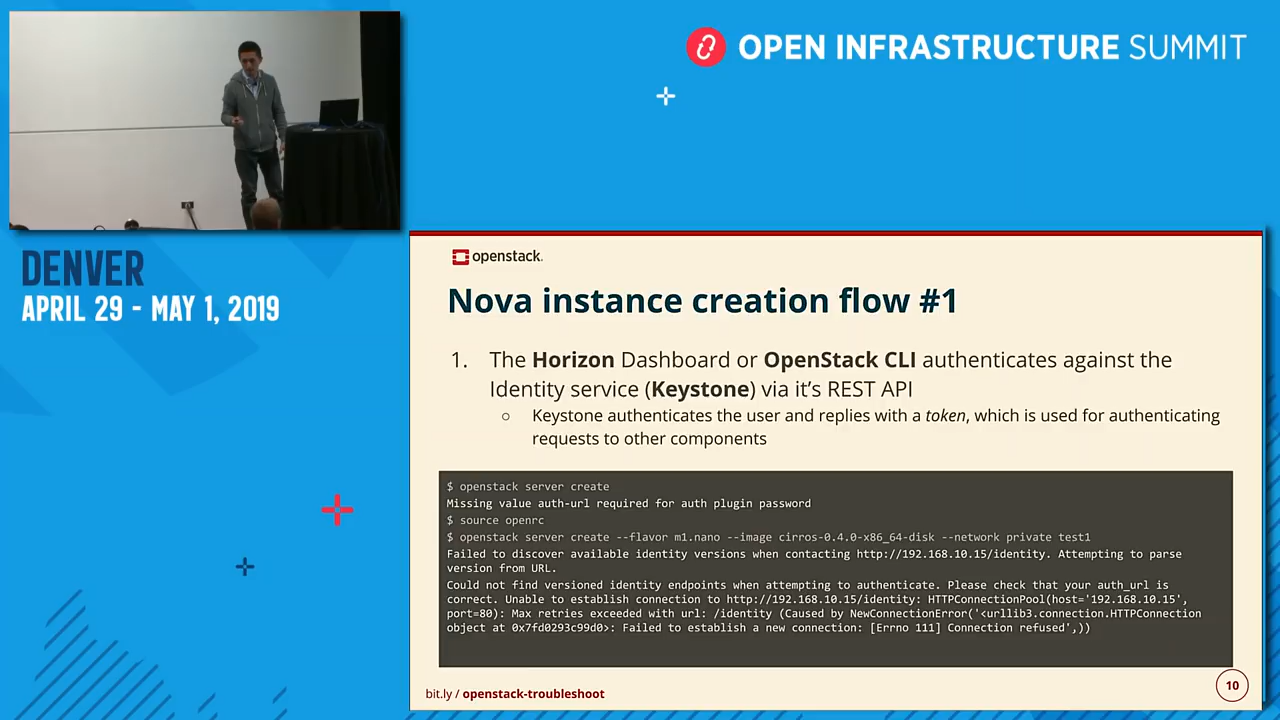 OPEN INFRASTRUCTURE SUMMIT
DENVER
APRIL 29 - MAY 1, 2019
openstack.
Nova instance creation flow #1
1. The Horizon Dashboard or OpenStack CLI authenticates against the
Identity service (Keystone) via it's REST API
○ Keystone authenticates the user and replies with a token, which is used for authenticating
requests to other components
$ openstack server create
Missing value auth-url required for auth plugin password
$ source openrc
$ openstack server create --flavor m1.nano --image cirros-0.4.0-x86_64-disk --network private test1
Failed to discover available identity versions when contacting http://192.168.10.15/identity. Attempting to parse
version from URL.
Could not find versioned identity endpoints when attempting to authenticate. Please check that your auth_url is
correct. Unable to establish connection to http://192.168.10.15/identity: HTTPConnectionPool(host='192.168.10.15',
port=80): Max retries exceeded with url: /identity (Caused by NewConnectionError('<urllib3.connection.HTTPConnection
object at 0x7fd0293c99d0>: Failed to establish a new connection: [Errno 111] Connection refused',))
bit.ly / openstack-troubleshoot
10